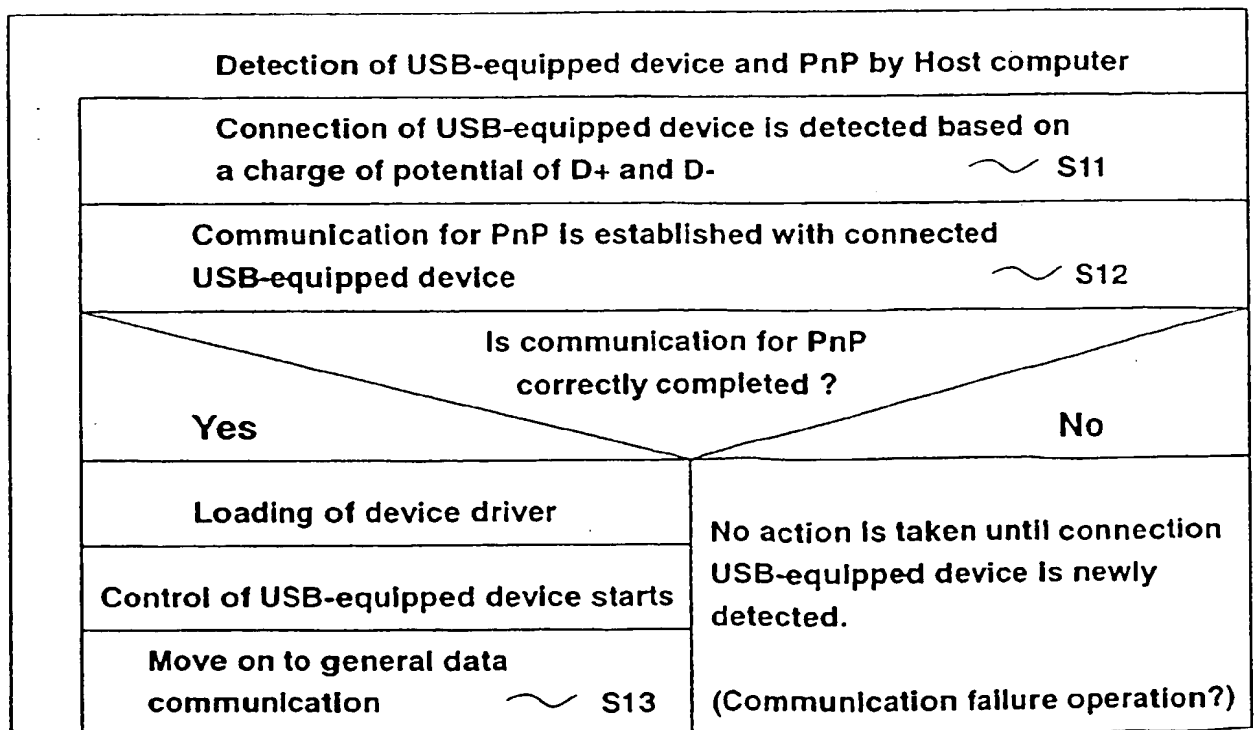 Detection of USB-equipped device and PnP by Host computer
Connection of USB-equipped device is detected based on
a charge of potential of D+ and D-
S11
Communication for PnP is established with connected
USB-equipped device
S12
Is communication for PnP
correctly completed ?
Yes
No
Loading of device driver
Control of USB-equipped device starts
Move on to general data
communication
S13
No action is taken until connection
USB-equipped device is newly
detected.
(Communication failure operation?)